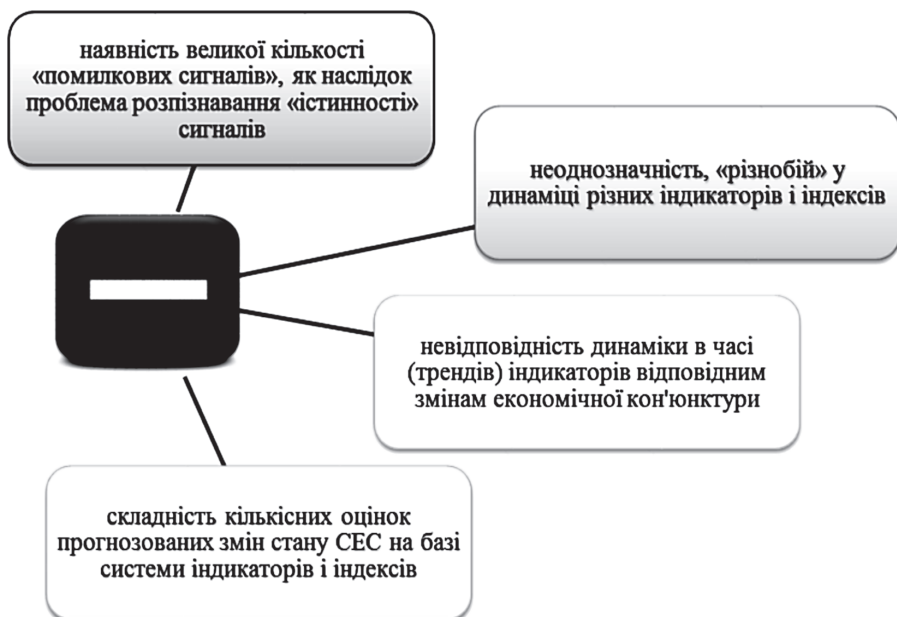 наявність великої кількості
«помилкових сигналів», як наслідок
проблема розпізнавання «істинності»
сигналів
неоднозначність, «різнобій» у
динаміці різних індикаторів і індексів
невідповідність динаміки в часі
(трендів) індикаторів відповідним
змінам економічної кон'юнктури
складність кількісних оцінок
прогнозованих змін стану СЕС на базі
системи індикаторів і індексів